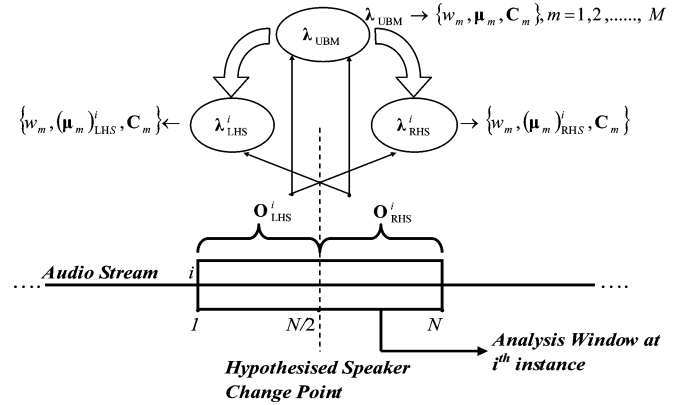 λ_UBM → {w_m, μ_m, C_m}, m = 1, 2, ......, M
λ_UBM
{w_m, (μ_m)^i_LHS, C_m} ←
λ^i_LHS
λ^i_RHS
→ {w_m, (μ_m)^i_RHS, C_m}
O^i_LHS
O^i_RHS
Audio Stream
i
....
....
1
N/2
N
Analysis Window at
i^th instance
Hypothesised Speaker
Change Point